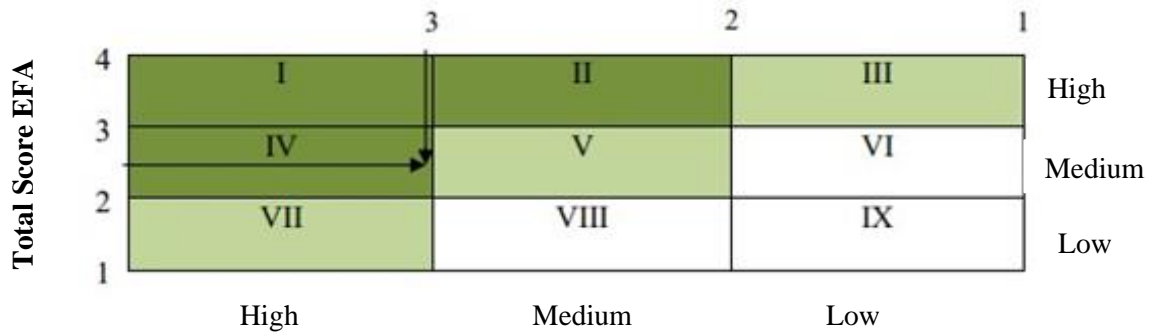 3 2 1
Total Score EFA
4
I II III
High
3
IV V VI
Medium
2
VII VIII IX
Low
1
High Medium Low